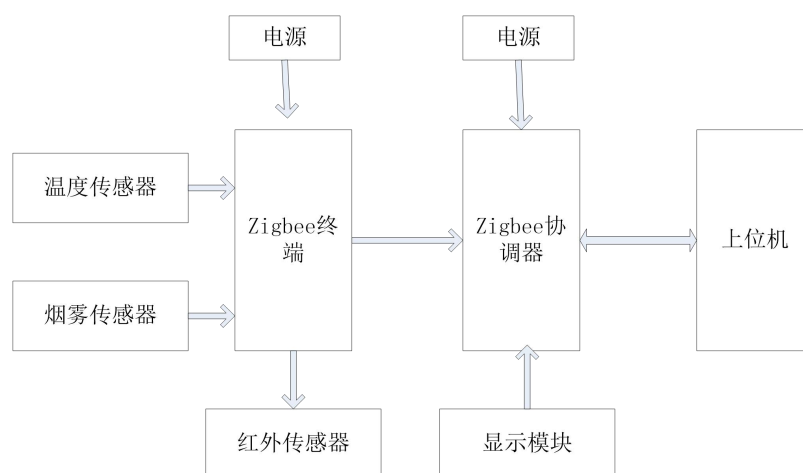 电源
电源
温度传感器
烟雾传感器
Zigbee终
端
Zigbee协
调器
上位机
红外传感器
显示模块